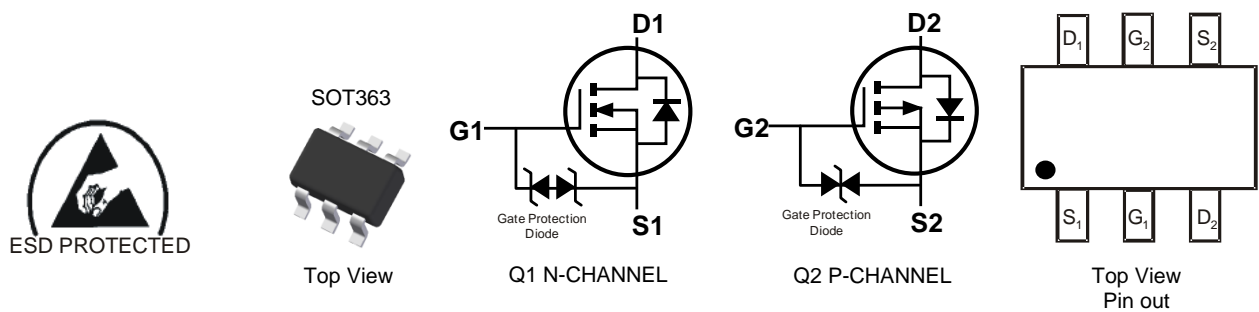 ESD PROTECTED
SOT363
Top View
D1
G1
Gate Protection
Diode
S1
Q1 N-CHANNEL
D2
G2
Gate Protection
Diode
S2
Q2 P-CHANNEL
D₁ G₂ S₂
S₁ G₁ D₂
Top View
Pin out